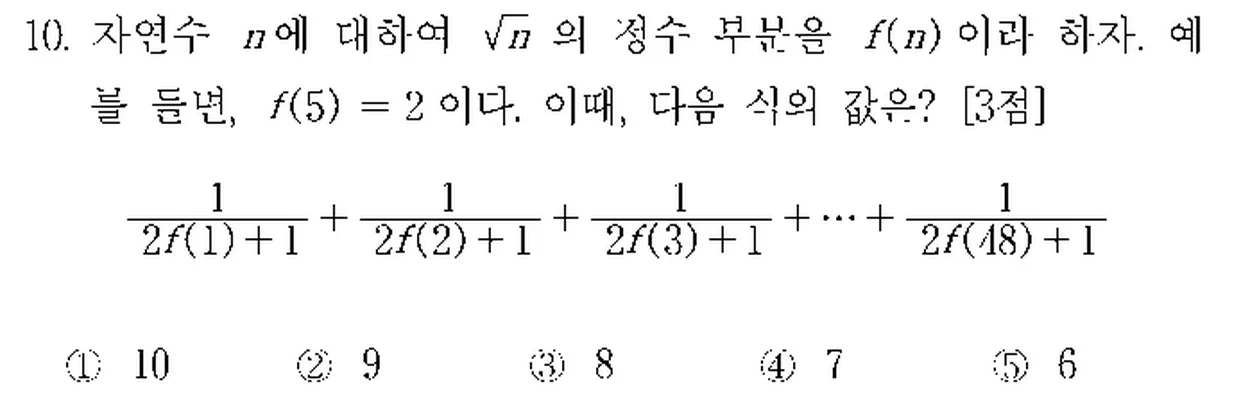 10. 자연수 n에 대하여 √n 의 정수 부분을 f(n) 이라 하자. 예
를 들면, f(5) = 2 이다. 이때, 다음 식의 값은? [3점]
1/(2f(1)+1) + 1/(2f(2)+1) + 1/(2f(3)+1) + ⋯ + 1/(2f(48)+1)
① 10 ② 9 ③ 8 ④ 7 ⑤ 6